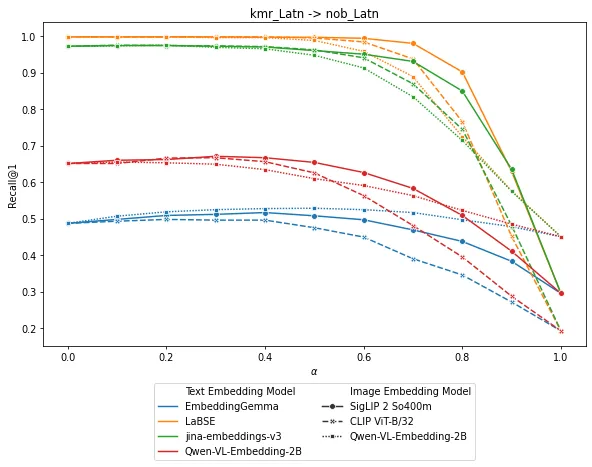 kmr_Latn -> nob_Latn
Recall@1
1.0
0.9
0.8
0.7
0.6
0.5
0.4
0.3
0.2
0.0 0.2 0.4 0.6 0.8 1.0
α
Text Embedding Model
EmbeddingGemma
LaBSE
jina-embeddings-v3
Qwen-VL-Embedding-2B
Image Embedding Model
SigLIP 2 So400m
CLIP ViT-B/32
Qwen-VL-Embedding-2B